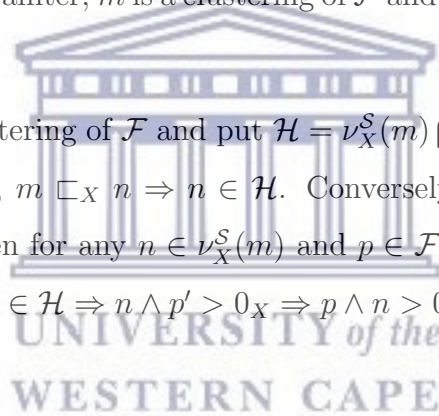 m is a clustering of F and
tering of 𝓕 and put 𝓗 = ν_X^𝒮(m)
m ⊏_X n ⇒ n ∈ 𝓗. Conversely
en for any n ∈ ν_X^𝒮(m) and p ∈ 𝓕
∈ 𝓗 ⇒ n ∧ p′ > 0_X ⇒ p ∧ n > 0
UNIVERSITY of the
WESTERN CAPE